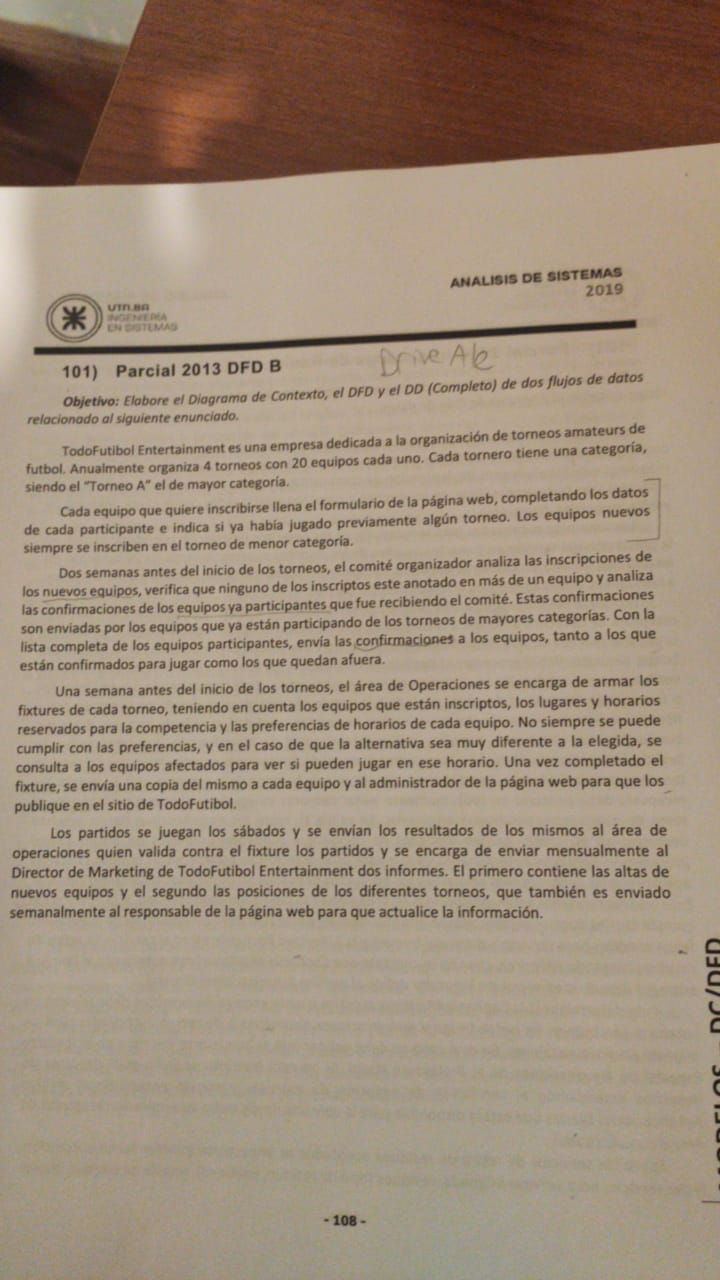 ANALISIS DE SISTEMAS
2019
UTN.BA
INGENIERÍA
EN SISTEMAS
101) Parcial 2013 DFD B
Drive Ale
Objetivo: Elabore el Diagrama de Contexto, el DFD y el DD (Completo) de dos flujos de datos
relacionado al siguiente enunciado.
TodoFutibol Entertainment es una empresa dedicada a la organización de torneos amateurs de
futbol. Anualmente organiza 4 torneos con 20 equipos cada uno. Cada tornero tiene una categoría,
siendo el “Torneo A” el de mayor categoría.
Cada equipo que quiere inscribirse llena el formulario de la página web, completando los datos
de cada participante e indica si ya había jugado previamente algún torneo. Los equipos nuevos
siempre se inscriben en el torneo de menor categoría.
Dos semanas antes del inicio de los torneos, el comité organizador analiza las inscripciones de
los nuevos equipos, verifica que ninguno de los inscriptos este anotado en más de un equipo y analiza
las confirmaciones de los equipos ya participantes que fue recibiendo el comité. Estas confirmaciones
son enviadas por los equipos que ya están participando de los torneos de mayores categorías. Con la
lista completa de los equipos participantes, envía las confirmaciones a los equipos, tanto a los que
están confirmados para jugar como los que quedan afuera.
Una semana antes del inicio de los torneos, el área de Operaciones se encarga de armar los
fixtures de cada torneo, teniendo en cuenta los equipos que están inscriptos, los lugares y horarios
reservados para la competencia y las preferencias de horarios de cada equipo. No siempre se puede
cumplir con las preferencias, y en el caso de que la alternativa sea muy diferente a la elegida, se
consulta a los equipos afectados para ver si pueden jugar en ese horario. Una vez completado el
fixture, se envía una copia del mismo a cada equipo y al administrador de la página web para que los
publique en el sitio de TodoFutibol.
Los partidos se juegan los sábados y se envían los resultados de los mismos al área de
operaciones quien valida contra el fixture los partidos y se encarga de enviar mensualmente al
Director de Marketing de TodoFutibol Entertainment dos informes. El primero contiene las altas de
nuevos equipos y el segundo las posiciones de los diferentes torneos, que también es enviado
semanalmente al responsable de la página web para que actualice la información.
- 108 -
DC/DFD